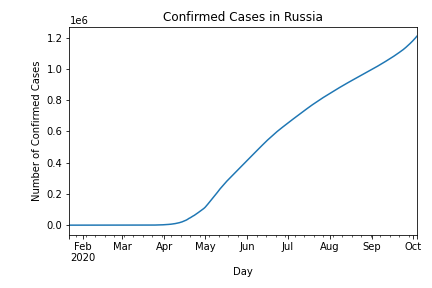 Confirmed Cases in Russia
1e6
1.2
1.0
0.8
0.6
0.4
0.2
0.0
Number of Confirmed Cases
Feb Mar Apr May Jun Jul Aug Sep Oct
2020
Day